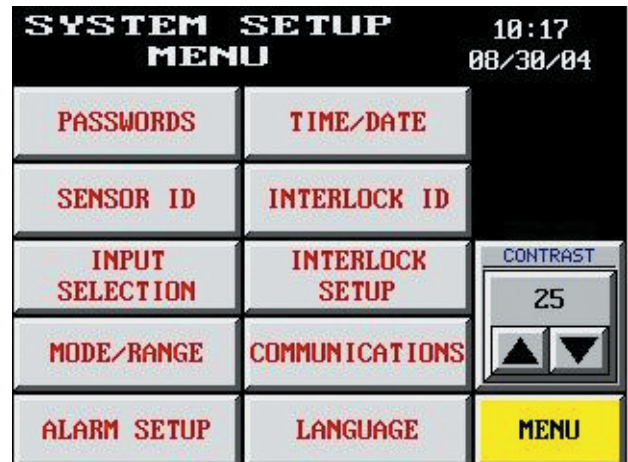 SYSTEM SETUP
MENU
10:17
08/30/04
PASSWORDS
TIME/DATE
SENSOR ID
INTERLOCK ID
INPUT
SELECTION
INTERLOCK
SETUP
CONTRAST
25
MODE/RANGE
COMMUNICATIONS
ALARM SETUP
LANGUAGE
MENU